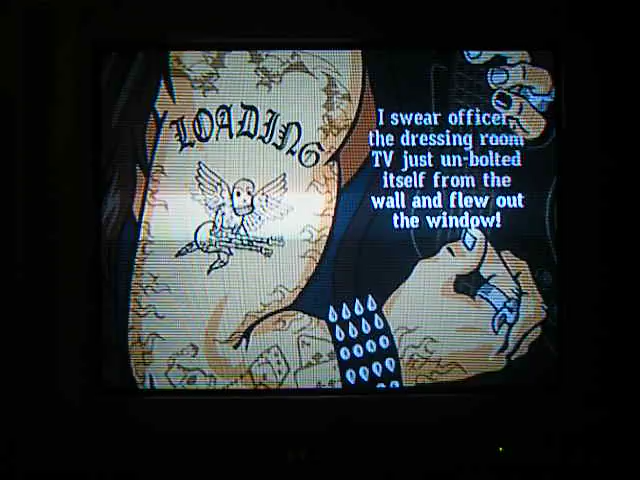 LOADING
I swear officer,
the dressing room
TV just un-bolted
itself from the
wall and flew out
the window!